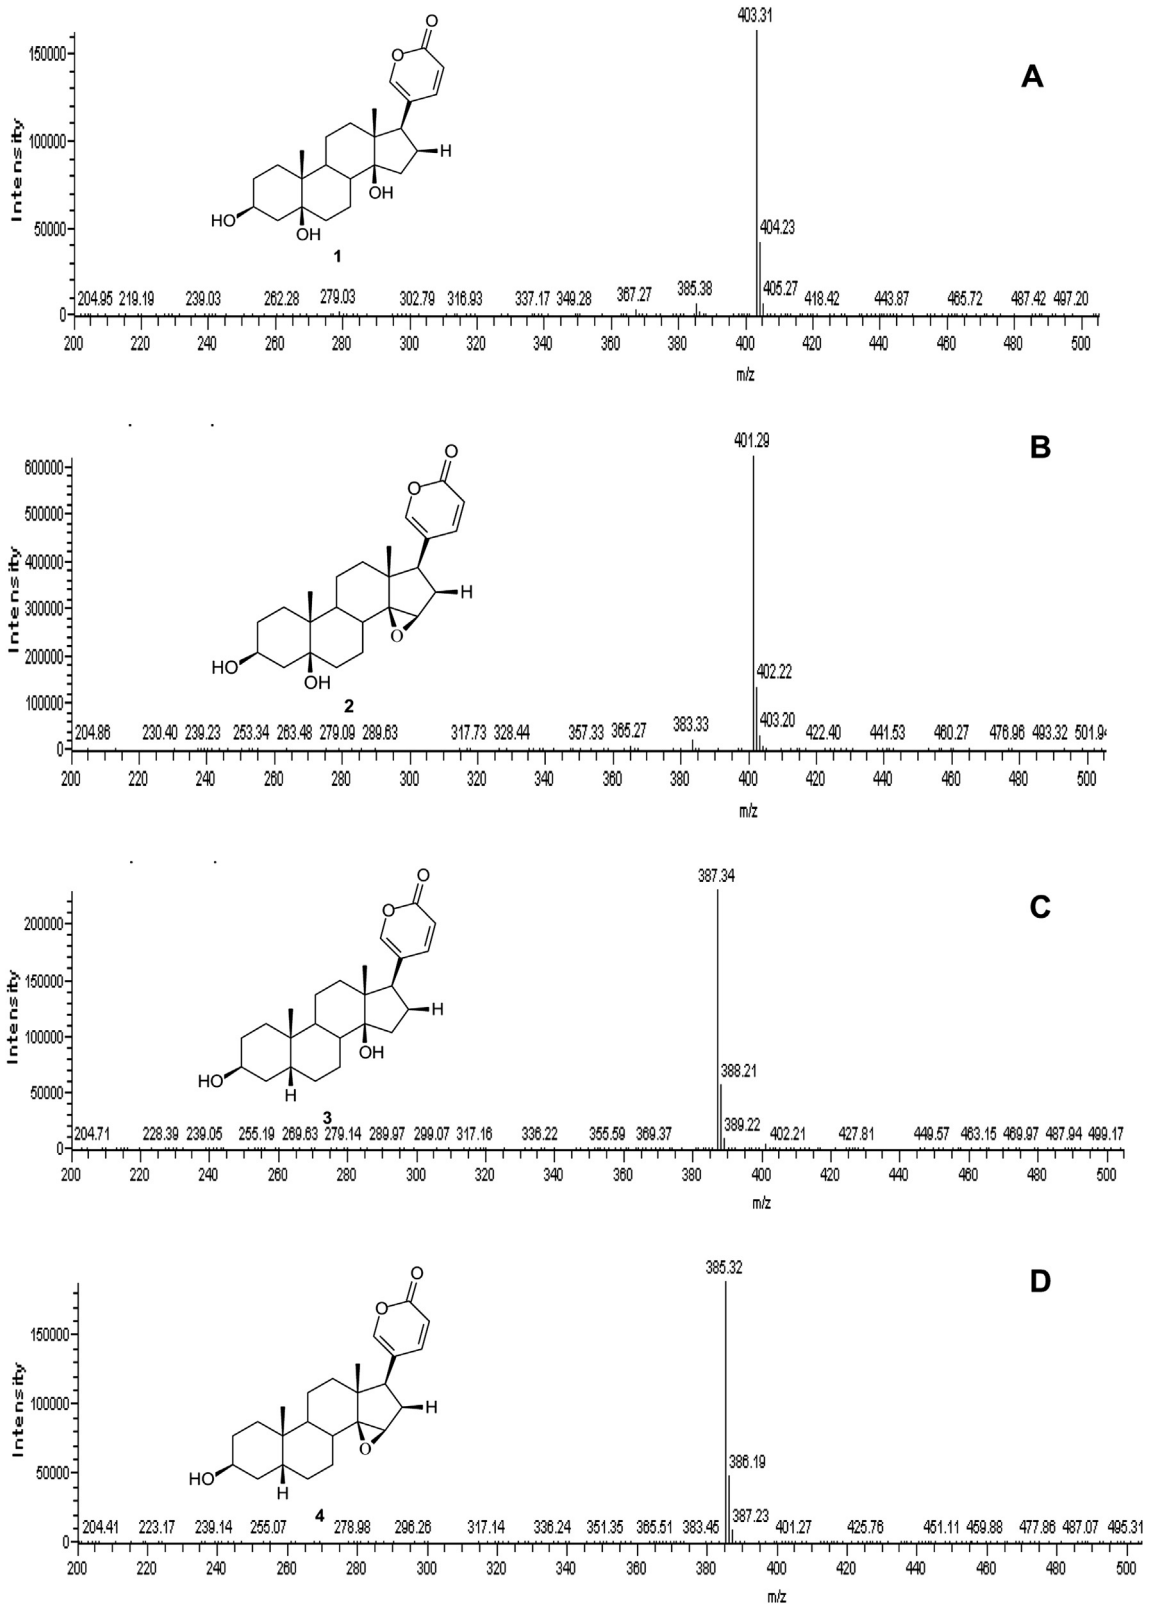 403.31
O
O
A
150000
100000
50000
0
Intensity
H
OH
HO
OH
1
404.23
204.95 219.19 239.03 262.28 279.03 302.79 316.93 337.17 349.28 367.27 385.38 405.27 418.42 443.87 465.72 487.42 497.20
200 220 240 260 280 300 320 340 360 380 400 420 440 460 480 500
m/z
401.29
O
O
B
600000
500000
400000
300000
200000
100000
0
Intensity
H
O
HO
OH
2
402.22
403.20
204.86 230.40 239.23 253.34 263.48 279.09 289.63 317.73 328.44 357.33 365.27 383.33 422.40 441.53 460.27 476.96 493.32 501.94
200 220 240 260 280 300 320 340 360 380 400 420 440 460 480 500
m/z
387.34
O
O
C
200000
150000
100000
50000
0
Intensity
H
OH
HO
H
3
388.21
389.22
204.71 228.39 239.05 255.19 269.63 279.14 289.97 299.07 317.16 336.22 355.59 369.37 402.21 427.81 449.57 463.15 469.97 487.94 499.17
200 220 240 260 280 300 320 340 360 380 400 420 440 460 480 500
m/z
385.32
O
O
D
150000
100000
50000
0
Intensity
H
O
HO
H
4
386.19
387.23
204.41 223.17 239.14 255.07 278.98 296.26 317.14 336.24 351.35 365.51 383.45 401.27 425.76 451.11 459.88 477.86 487.07 495.31
200 220 240 260 280 300 320 340 360 380 400 420 440 460 480 500
m/z